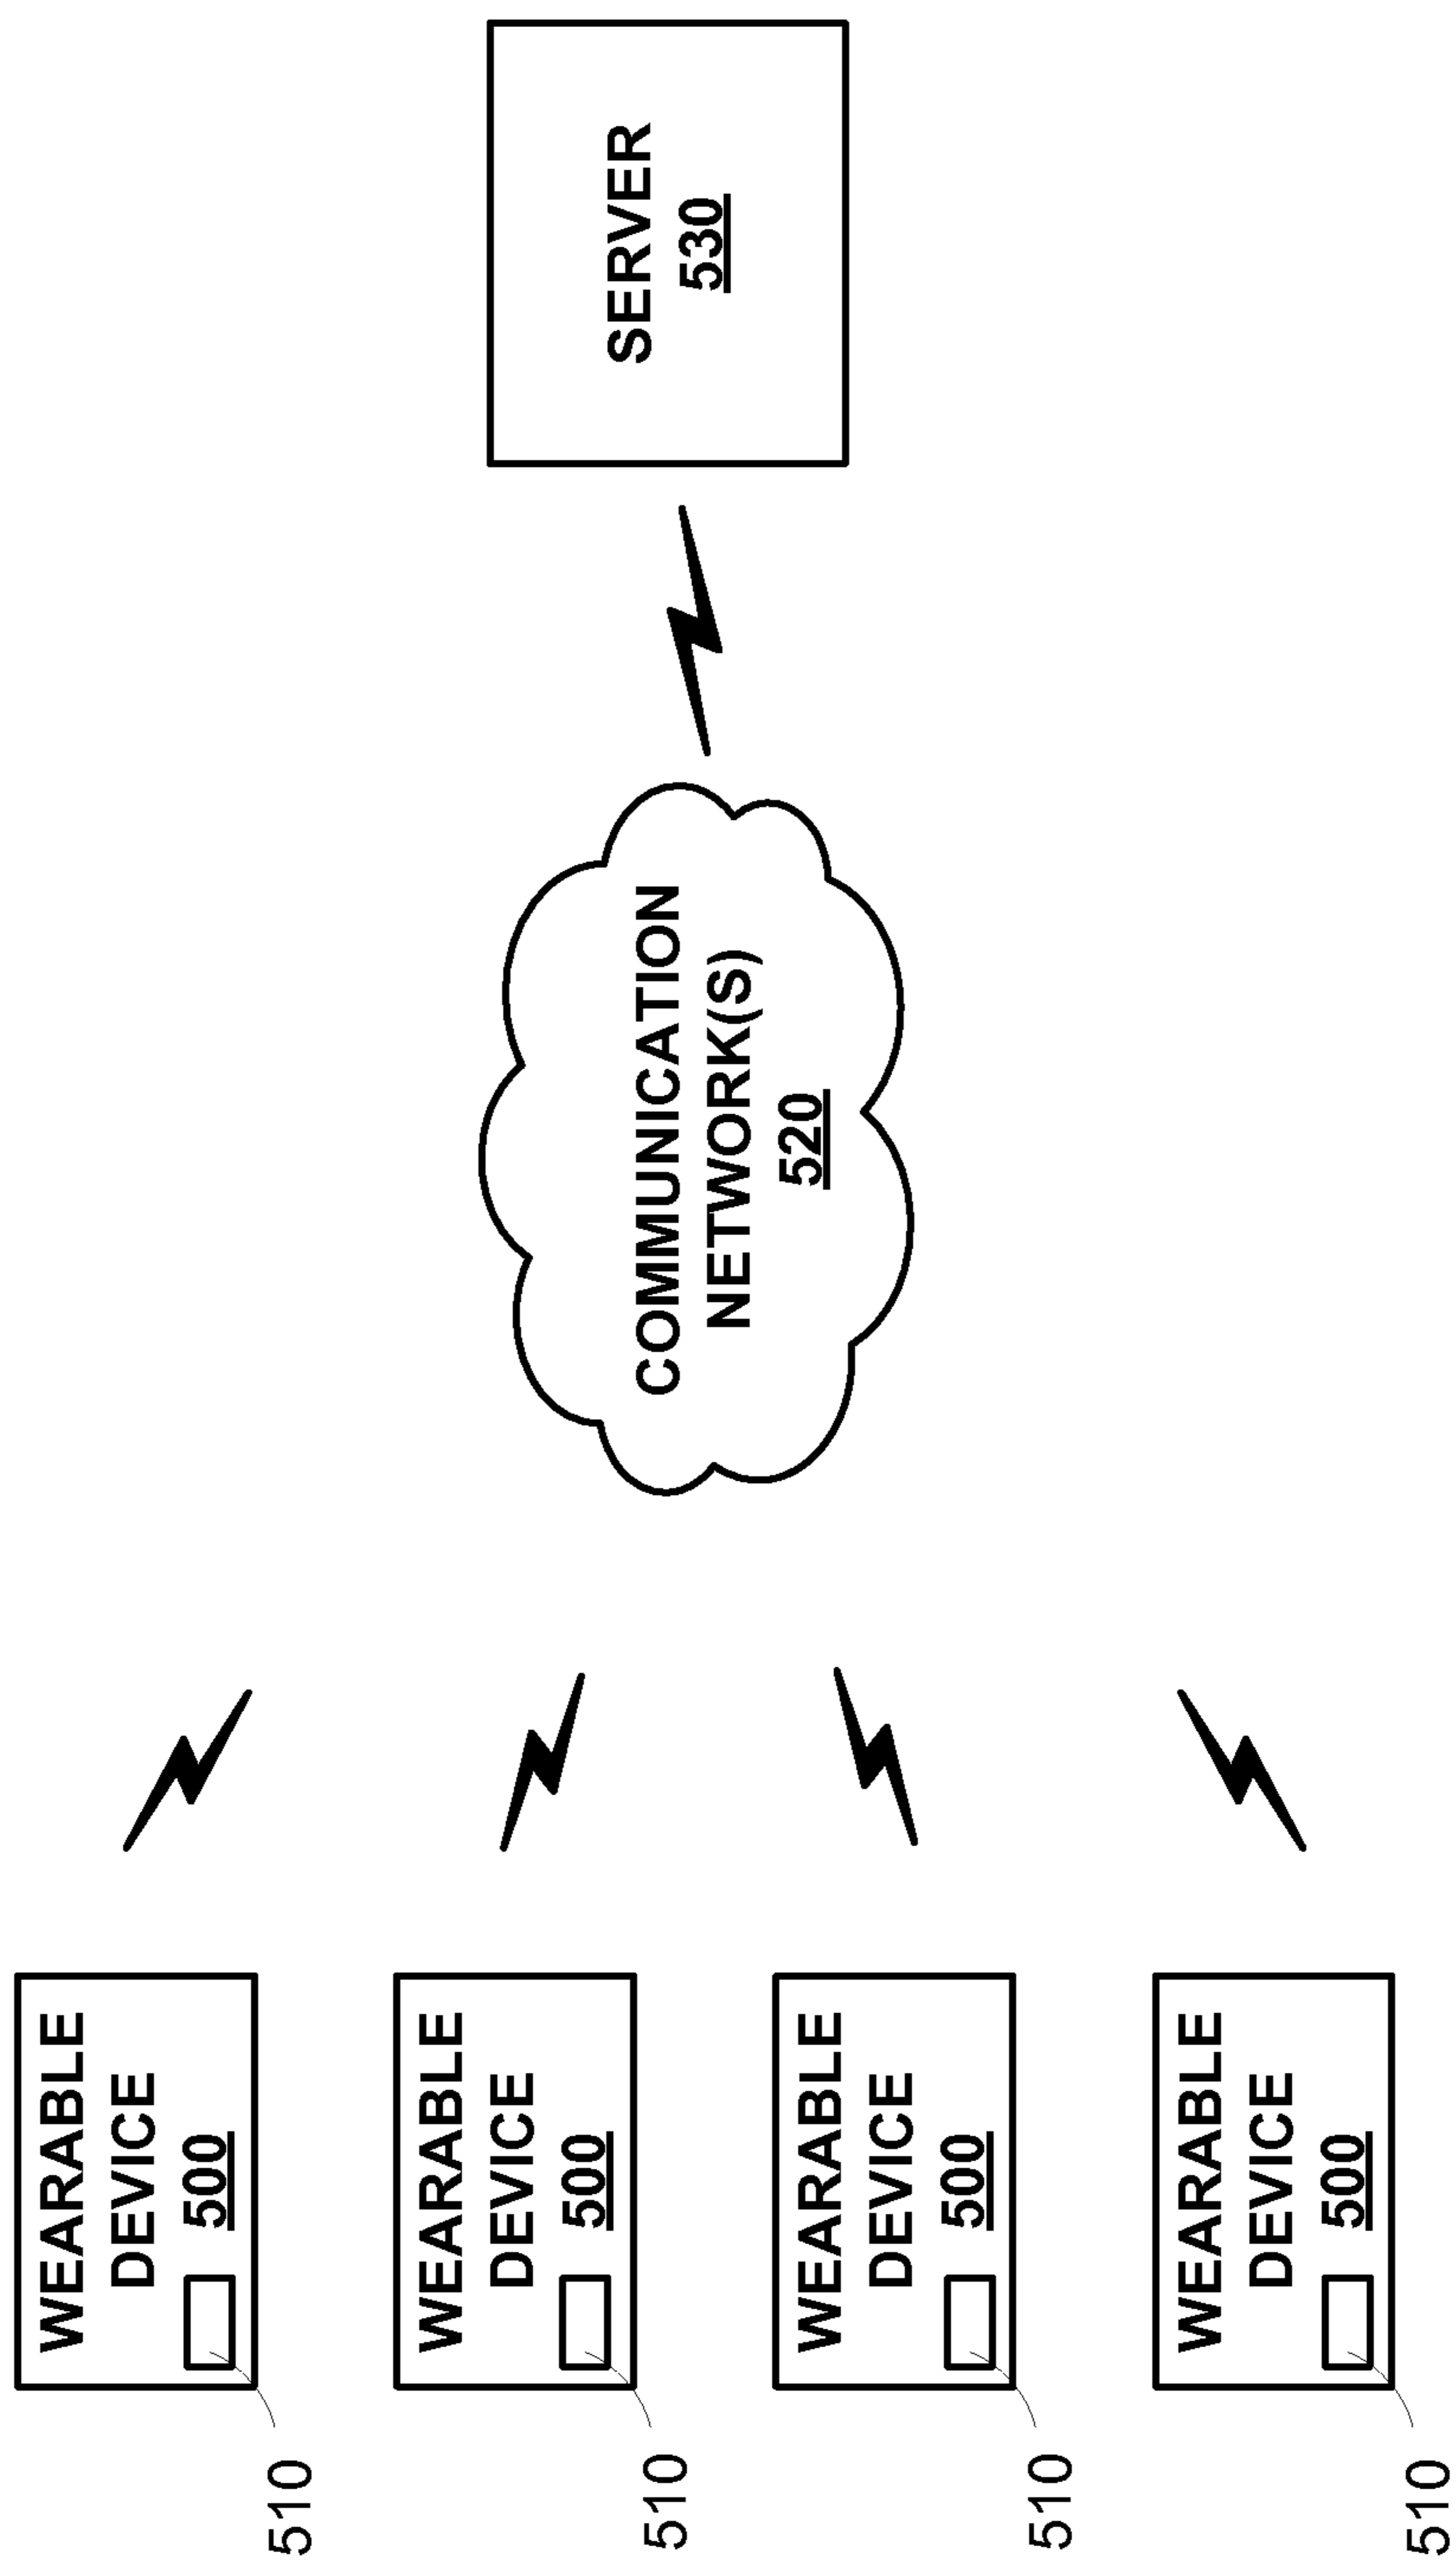 WEARABLE
DEVICE
500
510
WEARABLE
DEVICE
500
510
WEARABLE
DEVICE
500
510
WEARABLE
DEVICE
500
510
COMMUNICATION
NETWORK(S)
520
SERVER
530